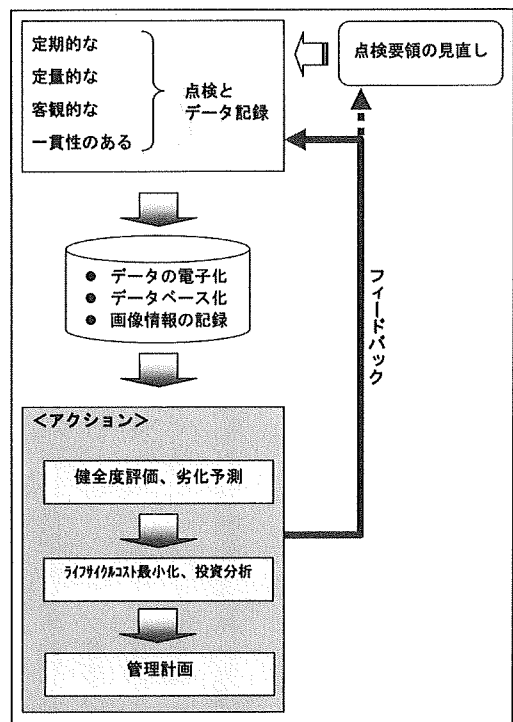 定期的な
定量的な
客観的な
一貫性のある
点検と
データ記録
点検要領の見直し
● データの電子化
● データベース化
● 画像情報の記録
フィードバック
<アクション>
健全度評価、劣化予測
ﾗｲﾌｻｲｸﾙｺｽﾄ最小化、投資分析
管理計画